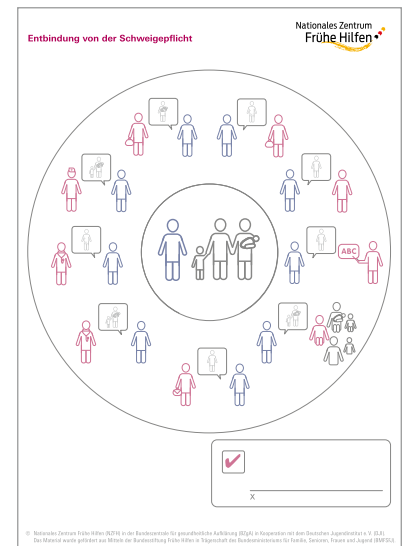 Nationales Zentrum
Frühe Hilfen
Entbindung von der Schweigepflicht
ABC
X
© Nationales Zentrum Frühe Hilfen (NZFH) in der Bundeszentrale für gesundheitliche Aufklärung (BZgA) in Kooperation mit dem Deutschen Jugendinstitut e. V. (DJI).
Das Material wurde gefördert aus Mitteln der Bundesstiftung Frühe Hilfen in Trägerschaft des Bundesministeriums für Familie, Senioren, Frauen und Jugend (BMFSFJ).